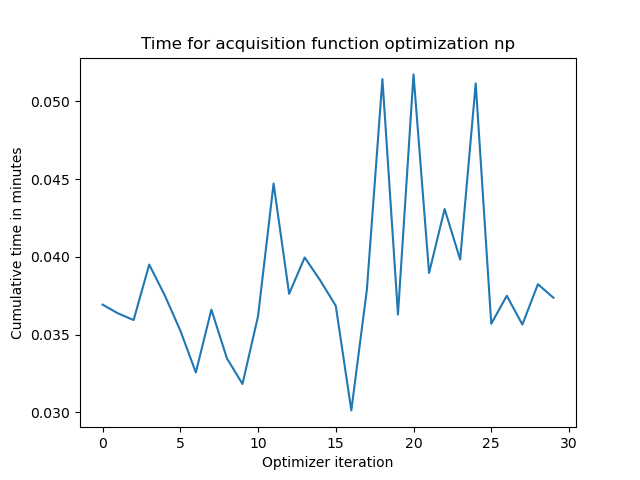 Time for acquisition function optimization np
0.050
0.045
0.040
0.035
0.030
Cumulative time in minutes
0 5 10 15 20 25 30
Optimizer iteration